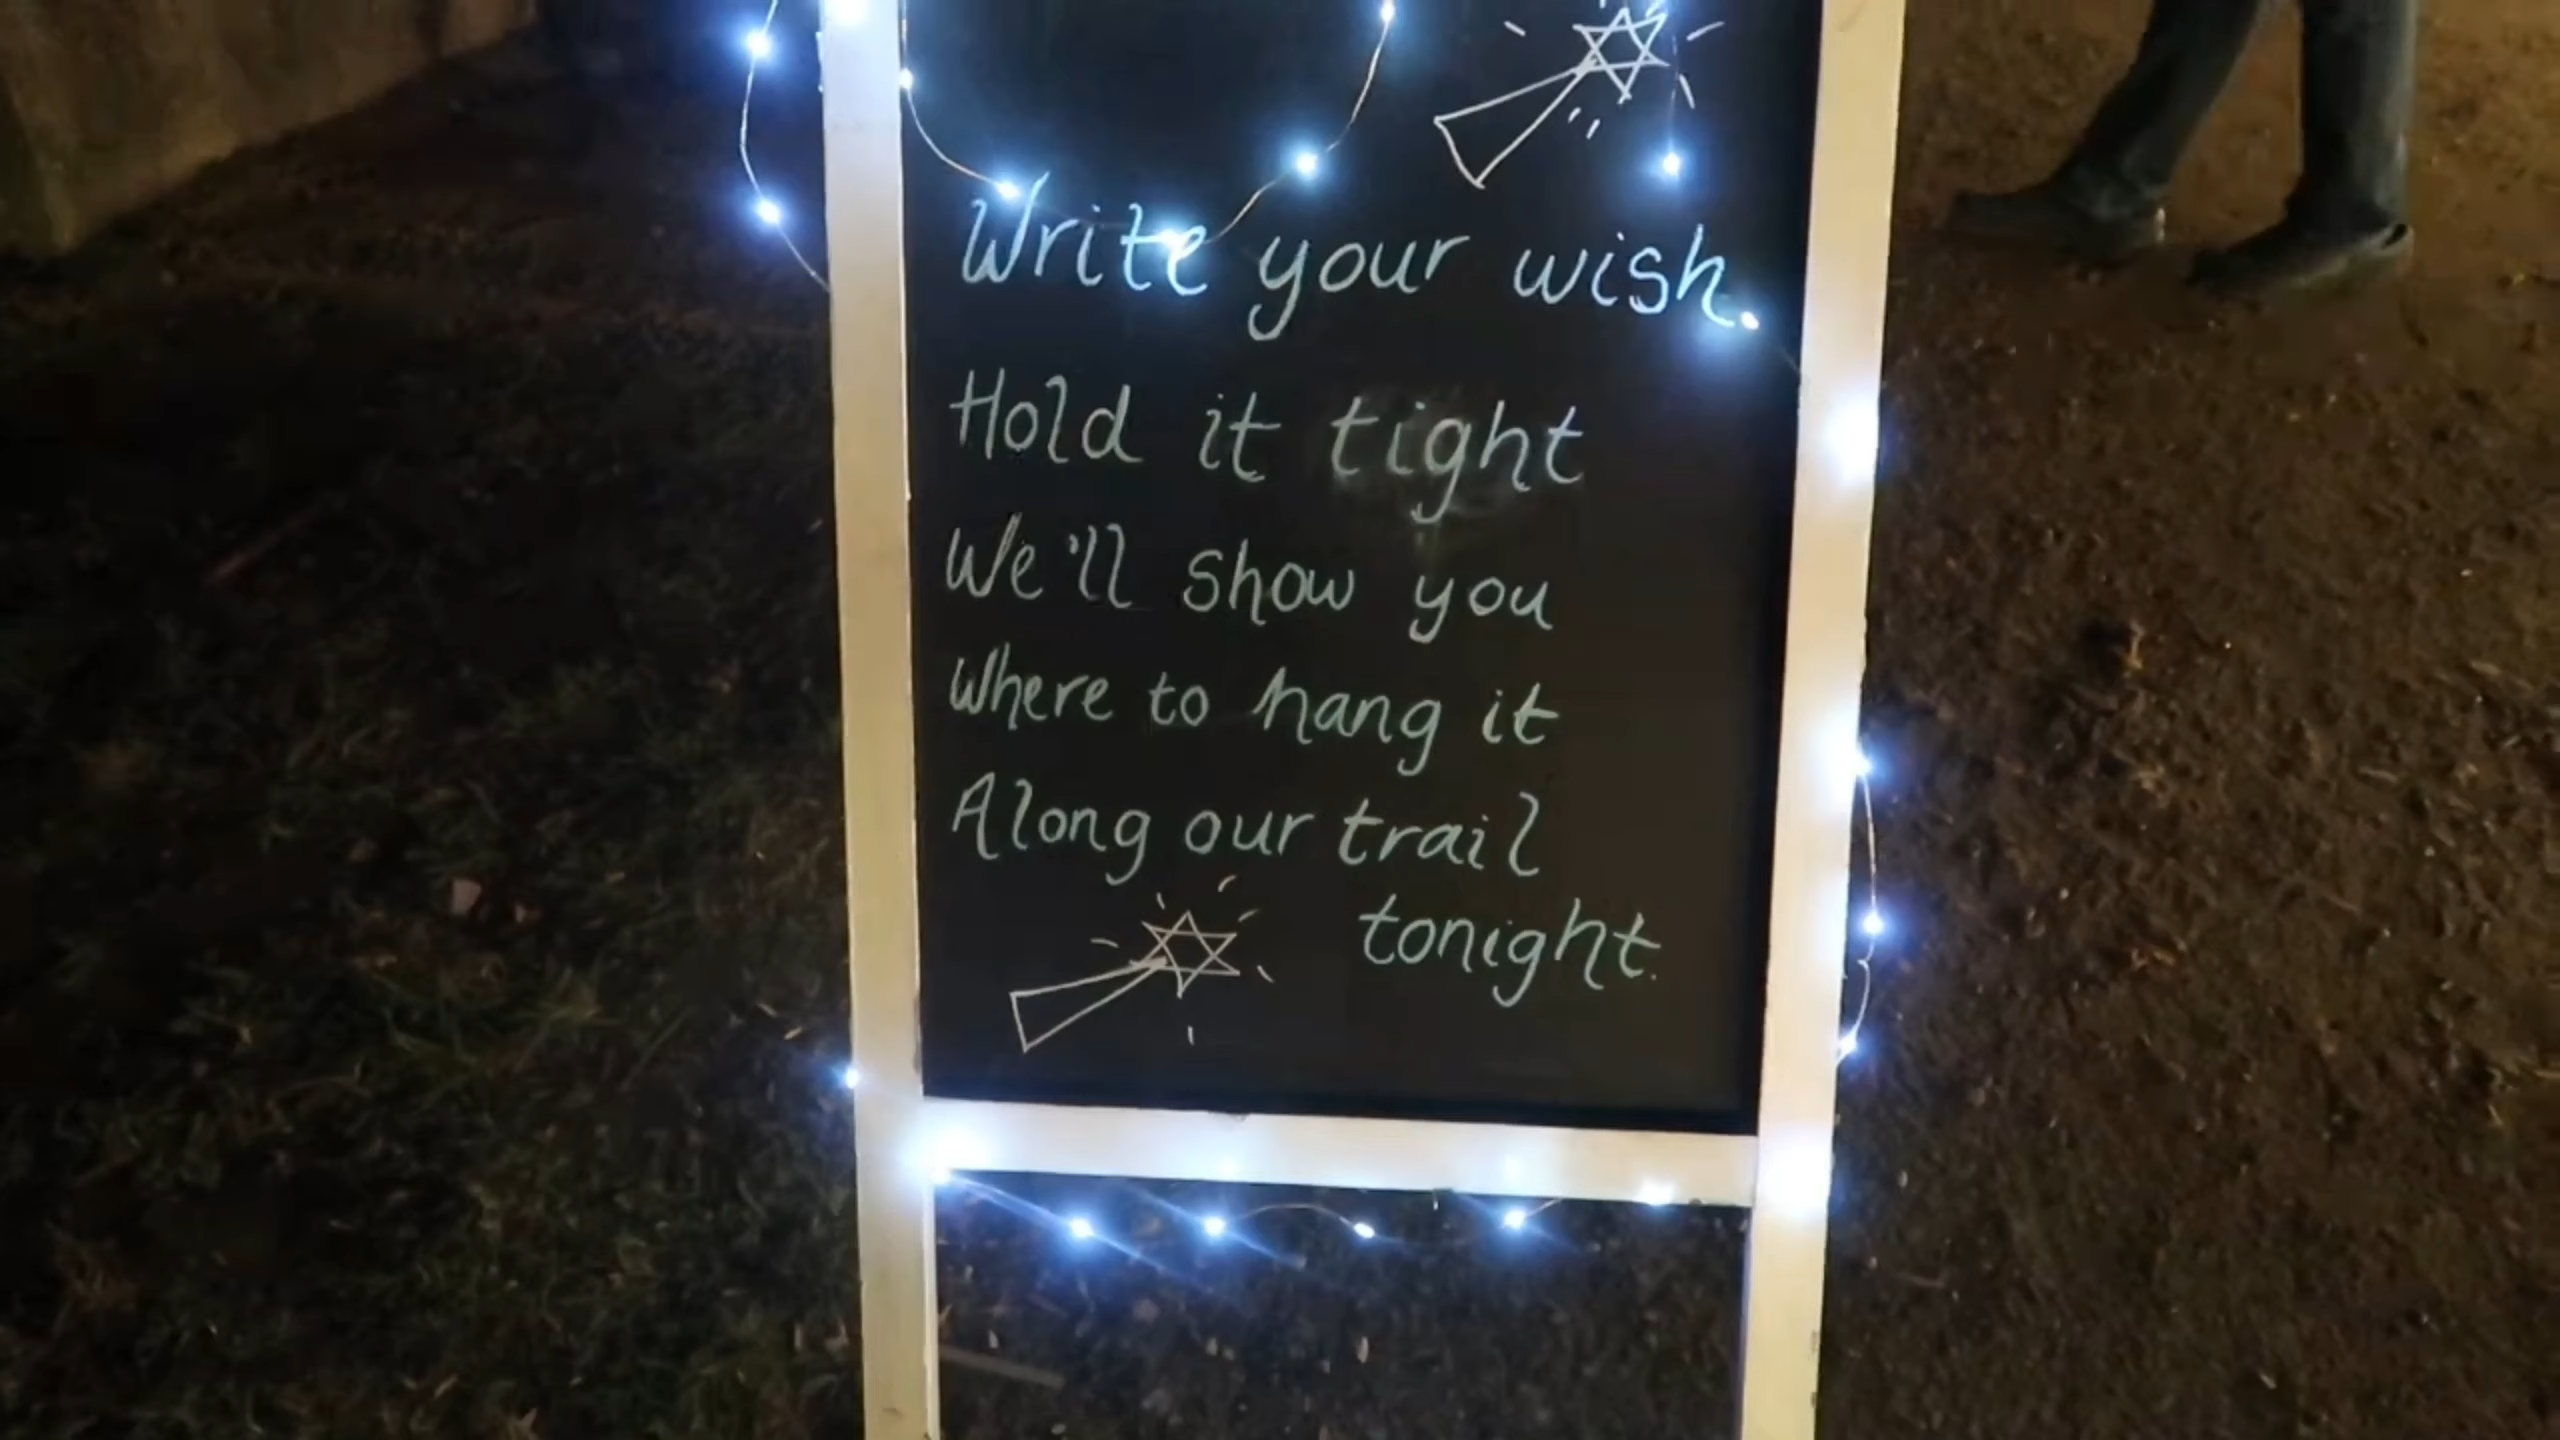 Write your wish.
Hold it tight
We'll show you
Where to hang it
Along our trail
tonight.